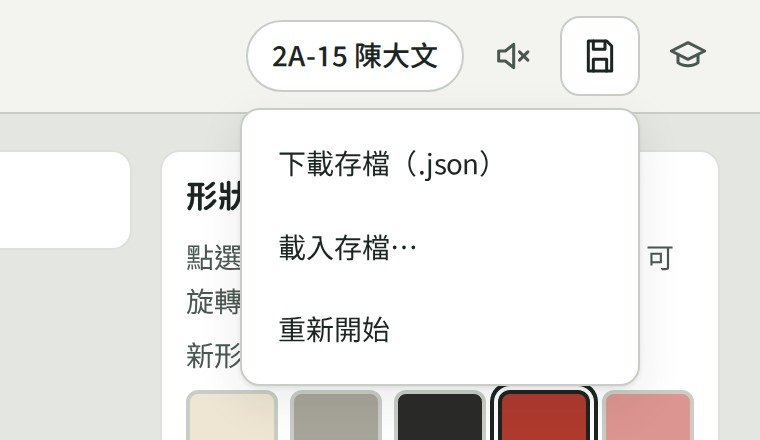 2A-15 陳大文
下載存檔（.json）
載入存檔…
重新開始
形狀
點選
可
旋轉
新形